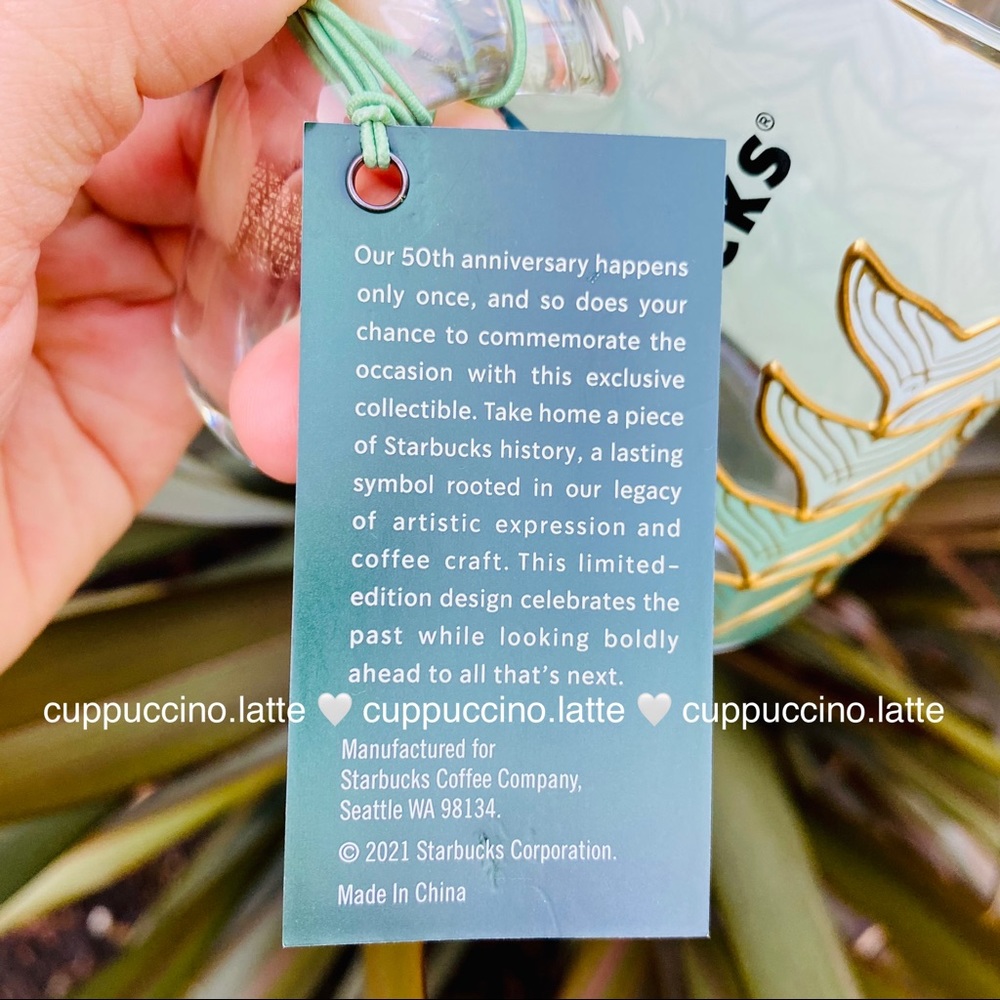 CKS®
Our 50th anniversary happens
only once, and so does your
chance to commemorate the
occasion with this exclusive
collectible. Take home a piece
of Starbucks history, a lasting
symbol rooted in our legacy
of artistic expression and
coffee craft. This limited-
edition design celebrates the
past while looking boldly
ahead to all that's next.
cuppuccino.latte 🤍 cuppuccino.latte 🤍 cuppuccino.latte
Manufactured for
Starbucks Coffee Company,
Seattle WA 98134.
© 2021 Starbucks Corporation.
Made In China